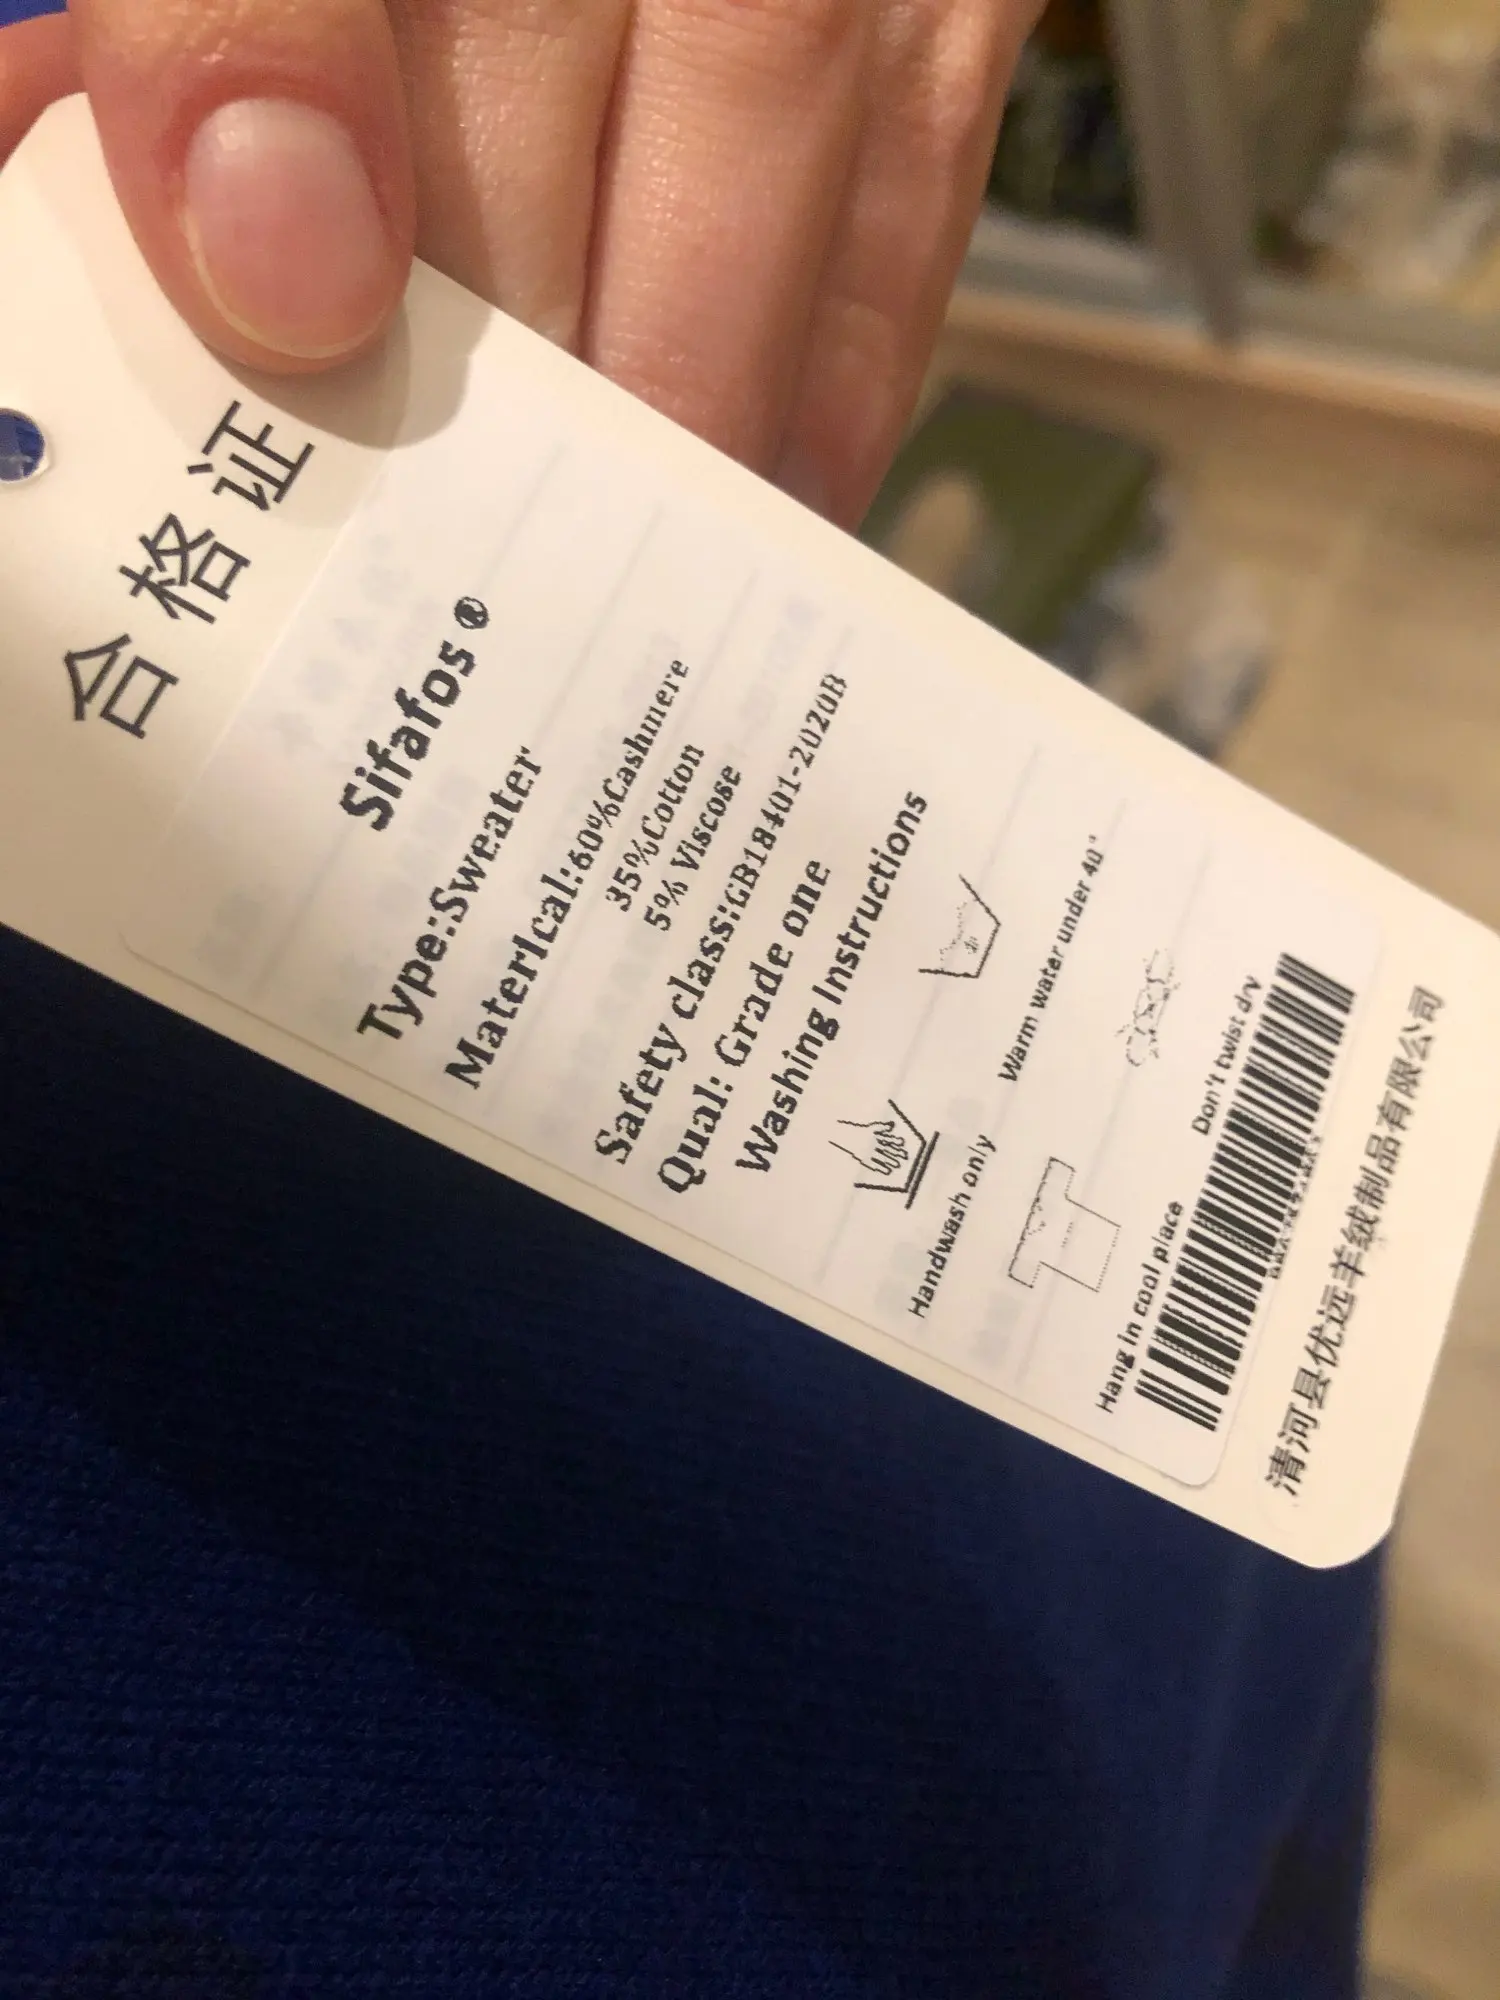 合格证
Sifafos ®
Type:Sweater
Material:60%Cashmere
35%Cotton
5% Viscose
Safety class:GB18401-2020B
Qual: Grade one
Washing Instructions
Handwash only
Warm water under 40°
Hang in cool place
Don't twist dry
清河县优远羊绒制品有限公司